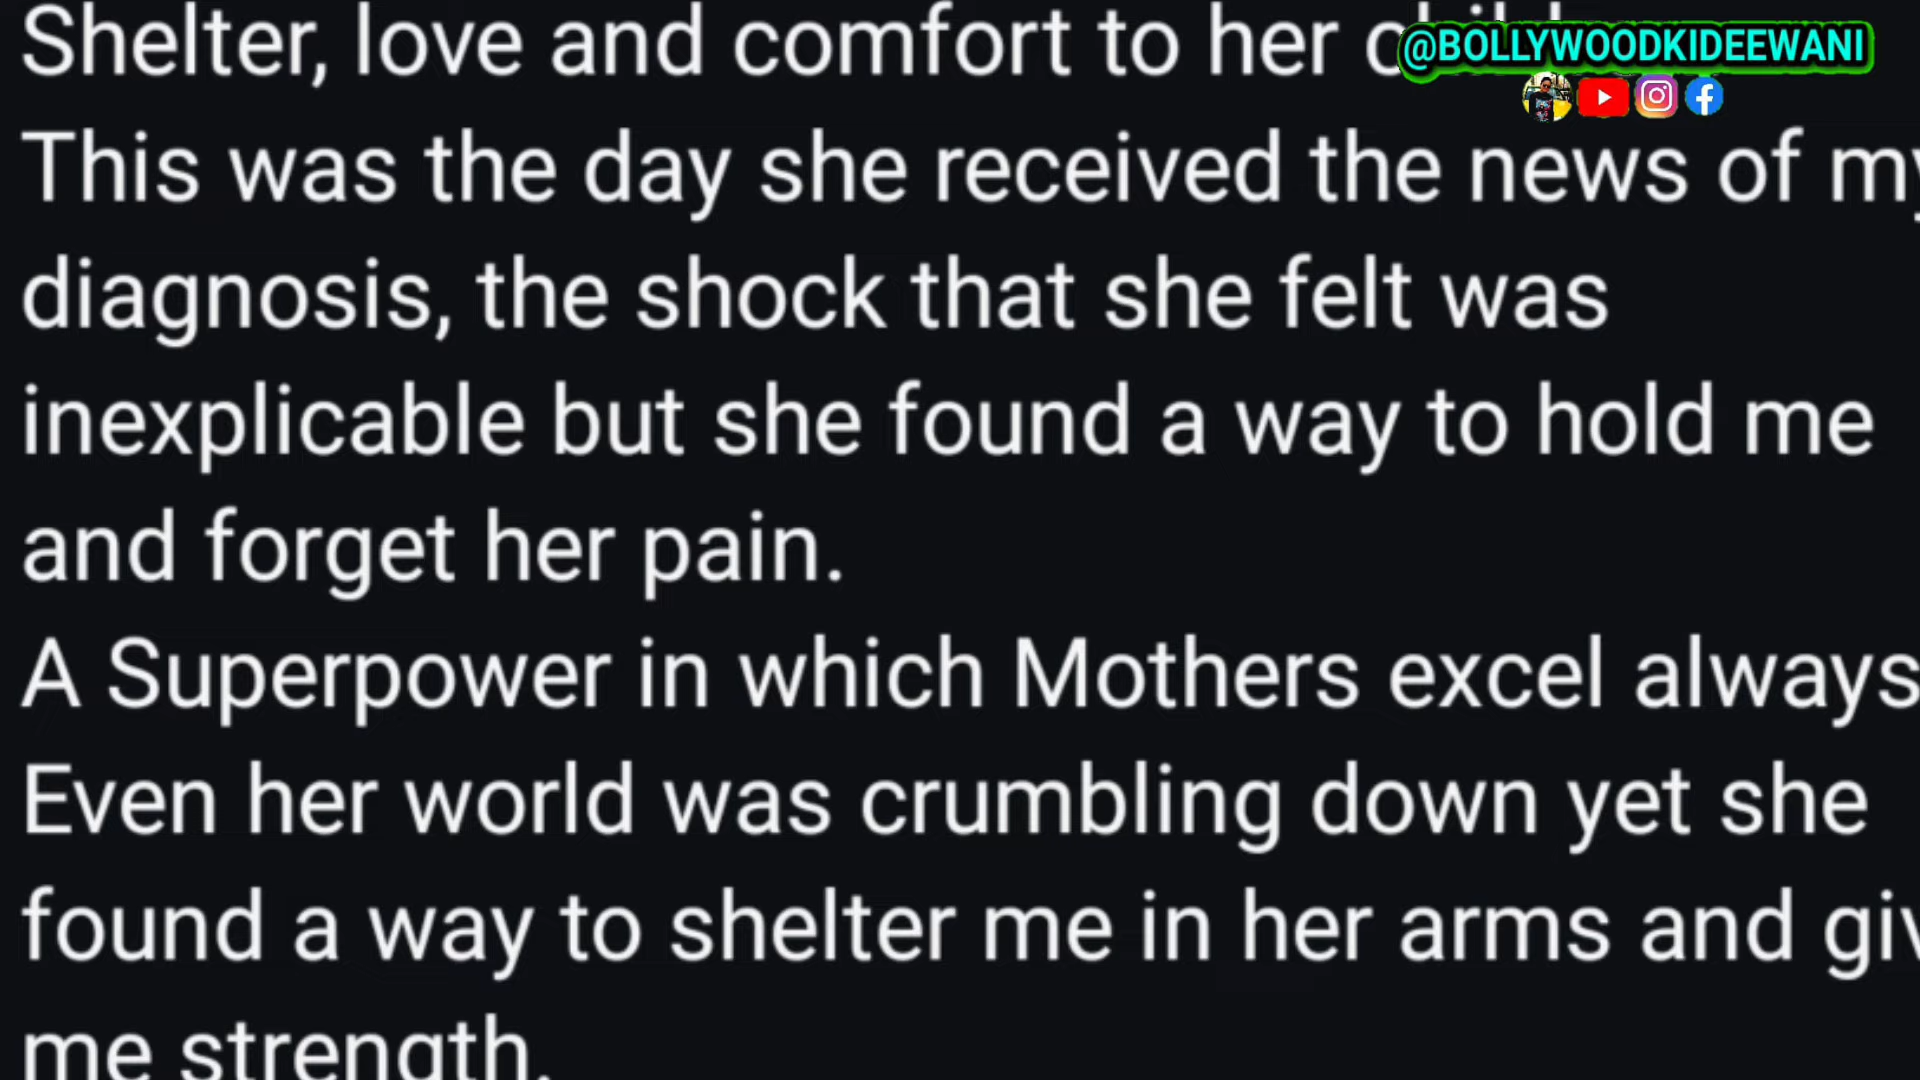 Shelter, love and comfort to her
@BOLLYWOODKIDEEWANI
This was the day she received the news of my
diagnosis, the shock that she felt was
inexplicable but she found a way to hold me
and forget her pain.
A Superpower in which Mothers excel always
Even her world was crumbling down yet she
found a way to shelter me in her arms and giv
me strength.